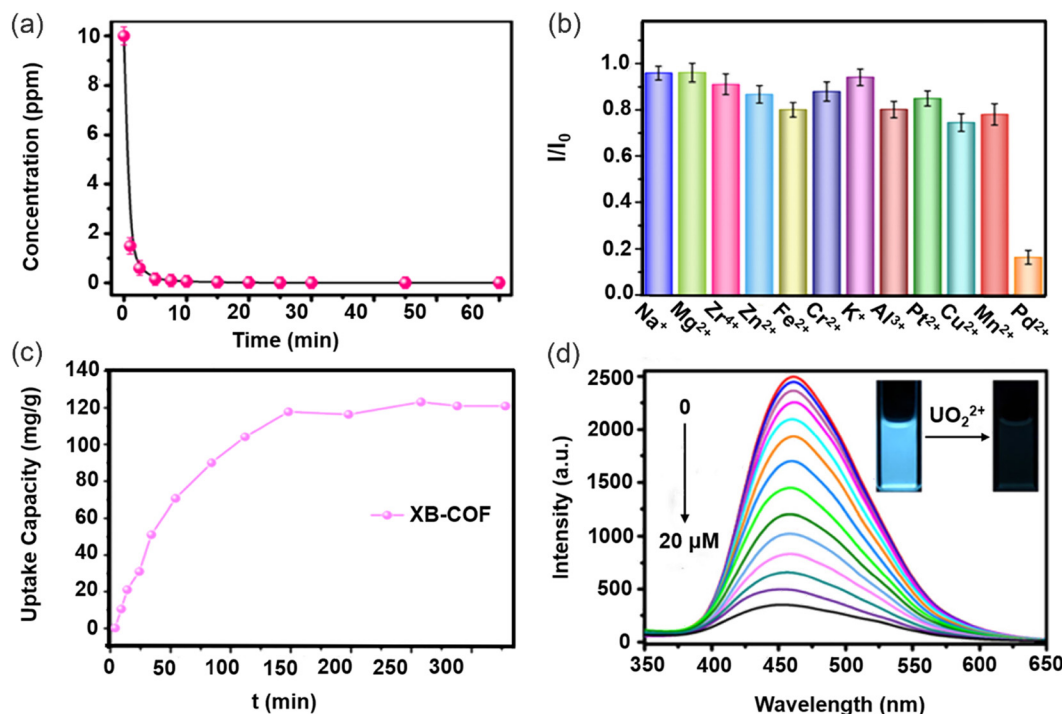 (a)
Concentration (ppm)
10
8
6
4
2
0
0
10
20
30
40
50
60
Time (min)
(b)
I/I0
1.0
0.8
0.6
0.4
0.2
0.0
Na+
Mg2+
Zr4+
Zn2+
Fe2+
Cr2+
K+
Al3+
Pt2+
Cu2+
Mn2+
Pd2+
(c)
Uptake Capacity (mg/g)
140
120
100
80
60
40
20
0
0
50
100
150
200
250
300
t (min)
XB-COF
(d)
Intensity (a.u.)
2500
2000
1500
1000
500
0
350
400
450
500
550
600
650
Wavelength (nm)
0
20 μM
UO₂²⁺